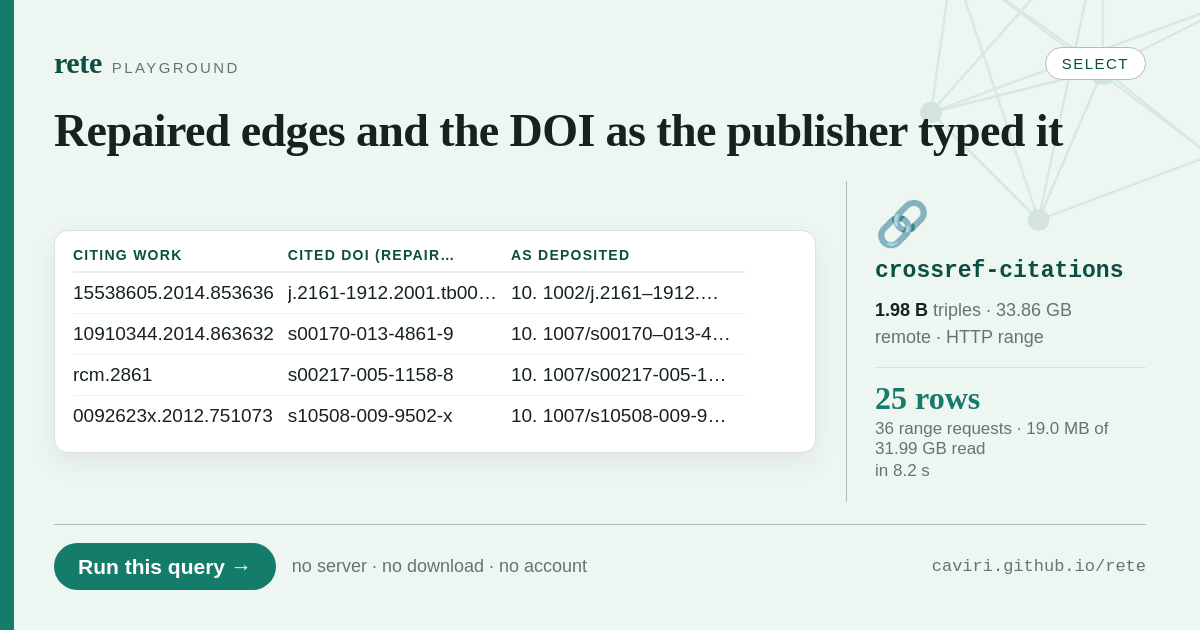 rete PLAYGROUND
SELECT
Repaired edges and the DOI as the publisher typed it
CITING WORK CITED DOI (REPAIR… AS DEPOSITED
15538605.2014.853636 j.2161-1912.2001.tb00… 10. 1002/j.2161–1912.…
10910344.2014.863632 s00170-013-4861-9 10. 1007/s00170–013-4…
rcm.2861 s00217-005-1158-8 10. 1007/s00217-005-1…
0092623x.2012.751073 s10508-009-9502-x 10. 1007/s10508-009-9…
crossref-citations
1.98 B triples · 33.86 GB
remote · HTTP range
25 rows
36 range requests · 19.0 MB of
31.99 GB read
in 8.2 s
Run this query →
no server · no download · no account
caviri.github.io/rete